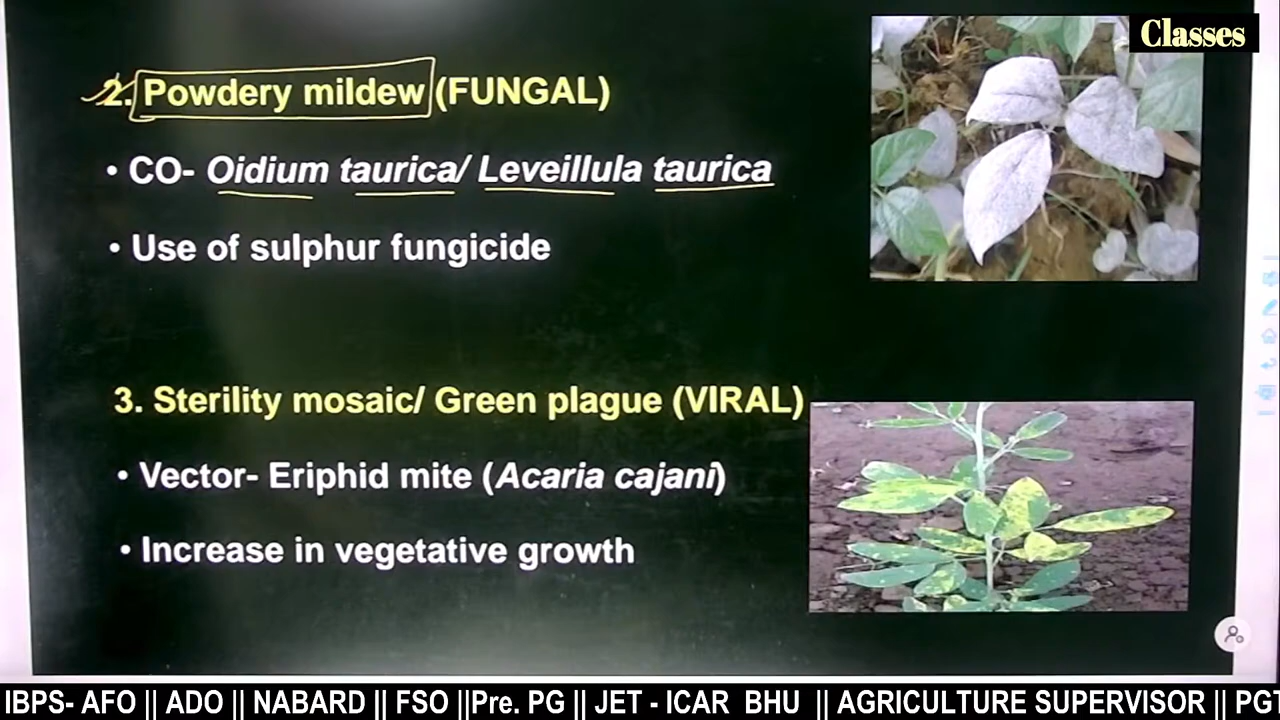 Classes
2. Powdery mildew (FUNGAL)
• CO- Oidium taurica/ Leveillula taurica
• Use of sulphur fungicide
3. Sterility mosaic/ Green plague (VIRAL)
• Vector- Eriphid mite (Acaria cajani)
• Increase in vegetative growth
IBPS- AFO || ADO || NABARD || FSO ||Pre. PG || JET - ICAR BHU || AGRICULTURE SUPERVISOR || PGT